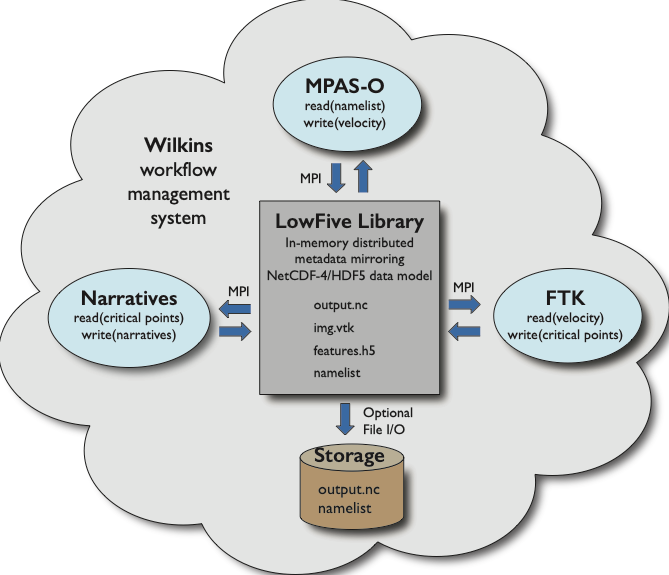 MPAS-O
read(namelist)
write(velocity)
Wilkins
workflow
management
system
MPI
LowFive Library
In-memory distributed
metadata mirroring
NetCDF-4/HDF5 data model
output.nc
img.vtk
features.h5
namelist
MPI
Narratives
read(critical points)
write(narratives)
MPI
FTK
read(velocity)
write(critical points)
Optional
File I/O
Storage
output.nc
namelist